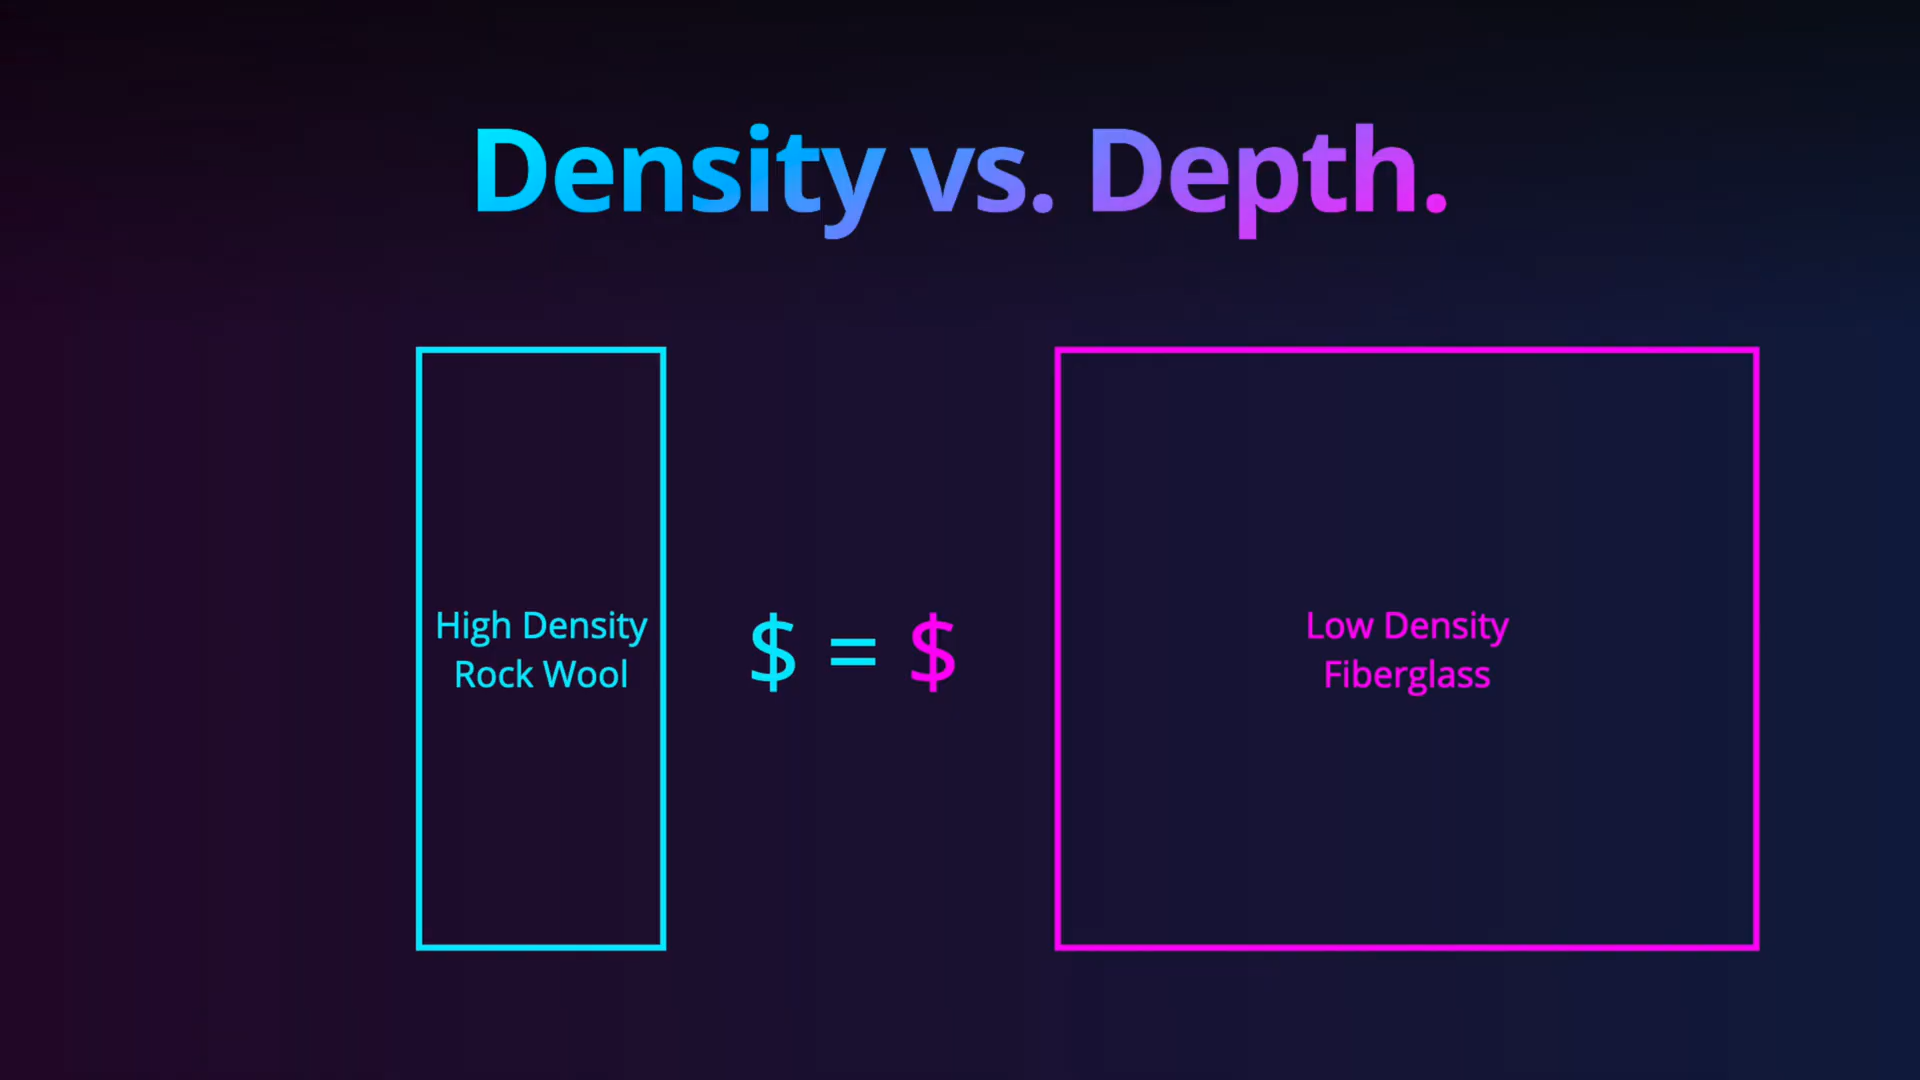 Density vs. Depth.
High Density
Rock Wool
$ = $
Low Density
Fiberglass